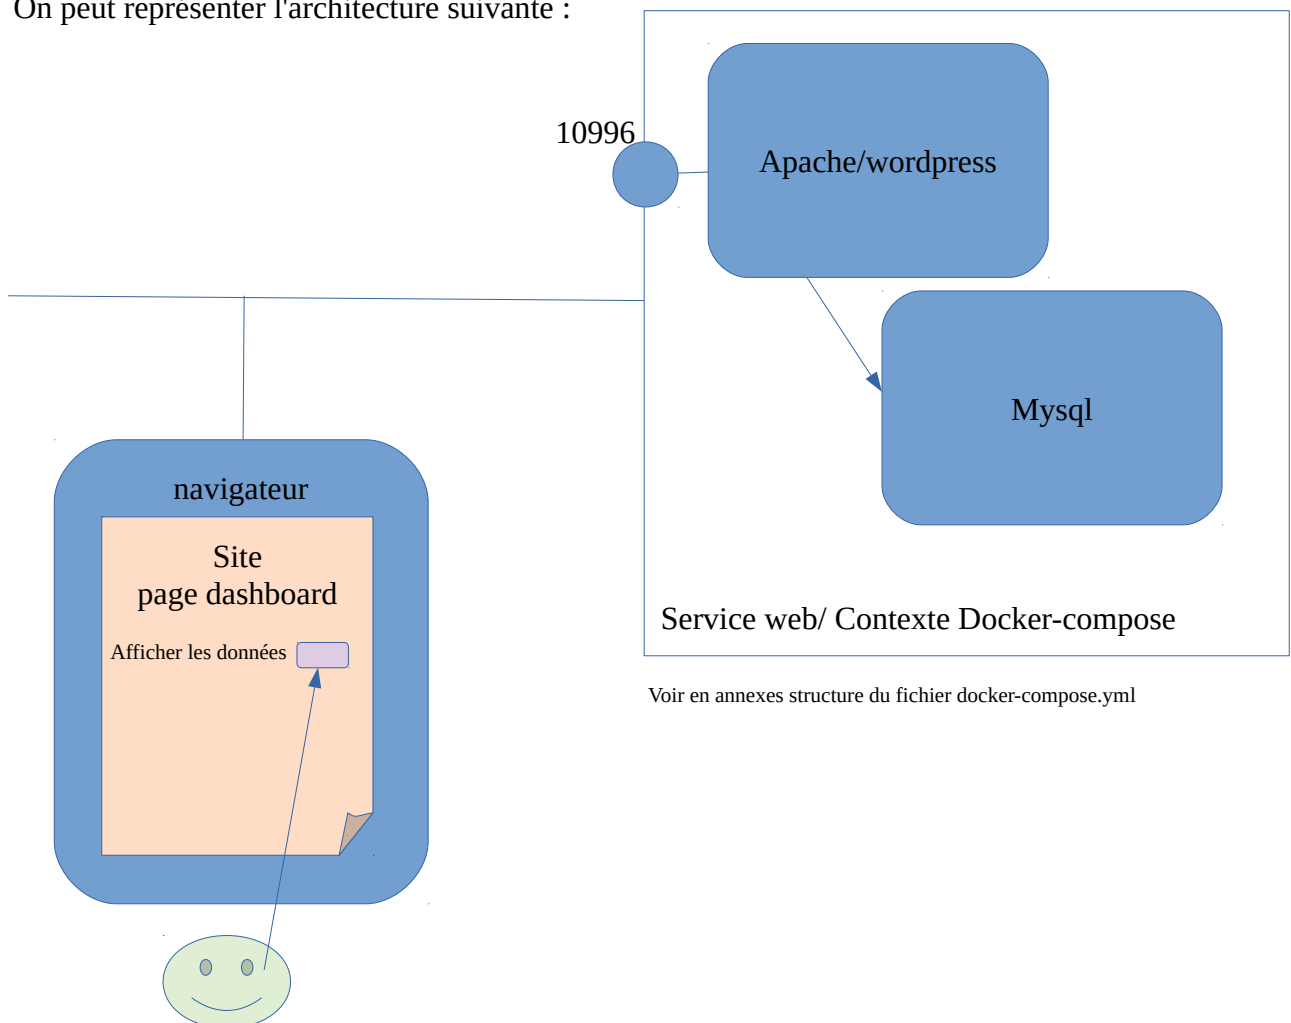 On peut représenter l'architecture suivante :
10996
Apache/wordpress
Mysql
navigateur
Site
page dashboard
Afficher les données
Service web/ Contexte Docker-compose
Voir en annexes structure du fichier docker-compose.yml